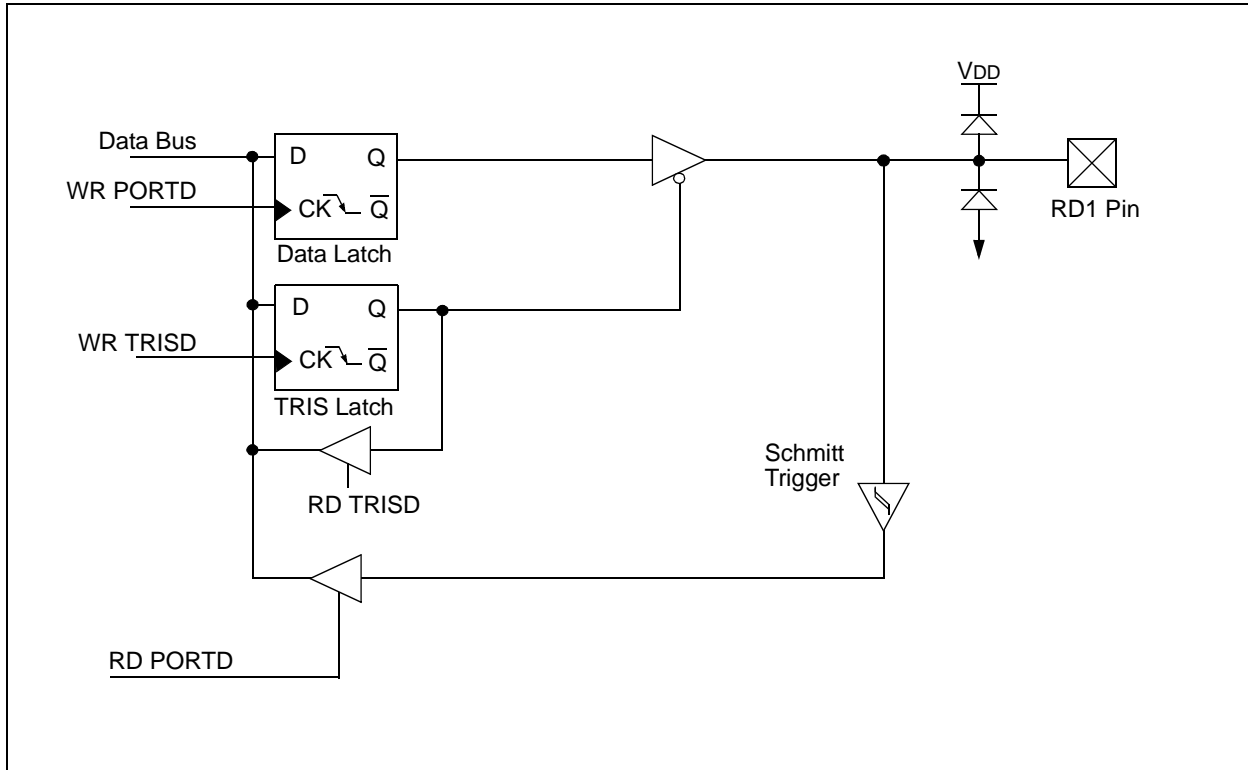 VDD
Data Bus
D Q
WR PORTD
CK Q̅
RD1 Pin
Data Latch
D Q
WR TRISD
CK Q̅
TRIS Latch
Schmitt
Trigger
RD TRISD
RD PORTD